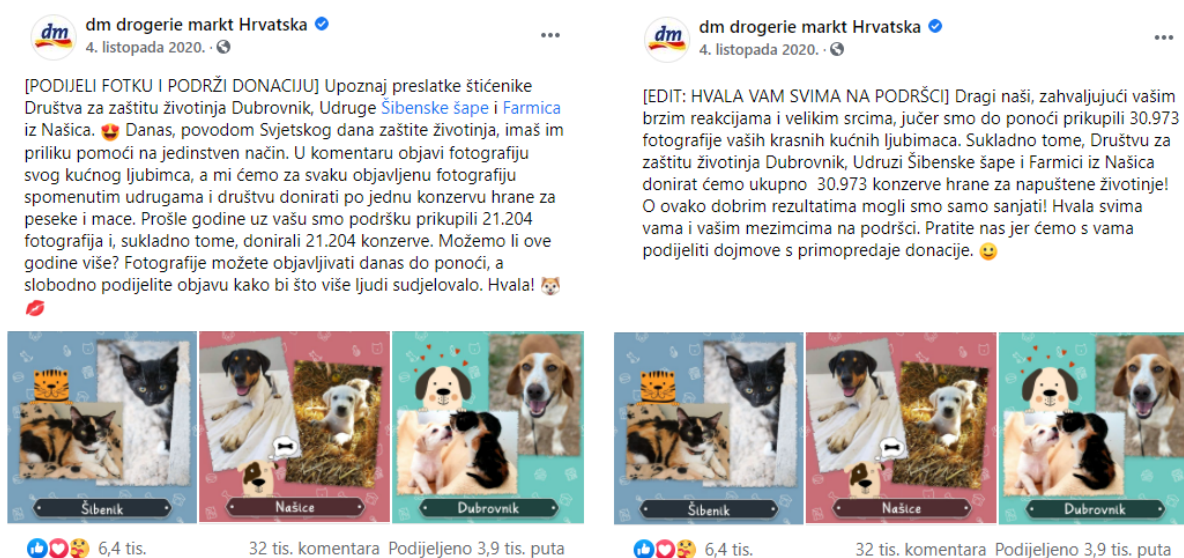 dm
dm drogerie markt Hrvatska
4. listopada 2020. ·
[PODIJELI FOTKU I PODRŽI DONACIJU] Upoznaj preslatke štićenike
Društva za zaštitu životinja Dubrovnik, Udruge Šibenske šape i Farmica
iz Našica. 😍 Danas, povodom Svjetskog dana zaštite životinja, imaš im
priliku pomoći na jedinstven način. U komentaru objavi fotografiju
svog kućnog ljubimca, a mi ćemo za svaku objavljenu fotografiju
spomenutim udrugama i društvu donirati po jednu konzervu hrane za
peseke i mace. Prošle godine uz vašu smo podršku prikupili 21.204
fotografija i, sukladno tome, donirali 21.204 konzerve. Možemo li ove
godine više? Fotografije možete objavljivati danas do ponoći, a
slobodno podijelite objavu kako bi što više ljudi sudjelovalo. Hvala! 🐱
💋
Šibenik
Našice
Dubrovnik
6,4 tis.
32 tis. komentara Podijeljeno 3,9 tis. puta
dm
dm drogerie markt Hrvatska
4. listopada 2020. ·
[EDIT: HVALA VAM SVIMA NA PODRŠCI] Dragi naši, zahvaljujući vašim
brzim reakcijama i velikim srcima, jučer smo do ponoći prikupili 30.973
fotografije vaših krasnih kućnih ljubimaca. Sukladno tome, Društvu za
zaštitu životinja Dubrovnik, Udruzi Šibenske šape i Farmici iz Našica
donirat ćemo ukupno 30.973 konzerve hrane za napuštene životinje!
O ovako dobrim rezultatima mogli smo samo sanjati! Hvala svima
vama i vašim mezimcima na podršci. Pratite nas jer ćemo s vama
podijeliti dojmove s primopredaje donacije. 🙂
Šibenik
Našice
Dubrovnik
6,4 tis.
32 tis. komentara Podijeljeno 3,9 tis. puta